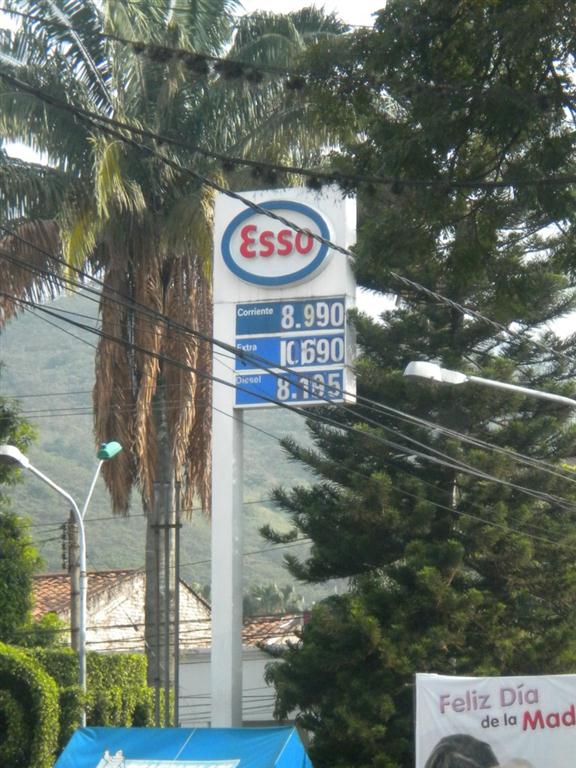 Esso
Corriente 8.990
Extra 10.690
Diesel 8.195
Feliz Día
de la Mad